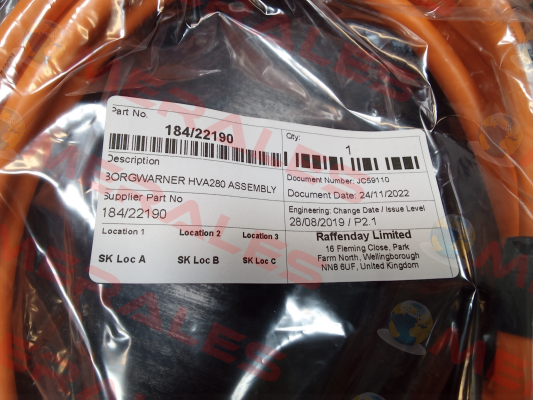 Part No.
184/22190
Qty:
1
Description
BORGWARNER HVA280 ASSEMBLY
Supplier Part No
184/22190
Document Number: JC59110
Document Date: 24/11/2022
Engineering: Change Date / Issue Level
28/08/2019 / P2.1
Location 1 Location 2 Location 3
SK Loc A SK Loc B SK Loc C
Raffenday Limited
16 Fleming Close, Park
Farm North, Wellingborough
NN8 6UF, United Kingdom